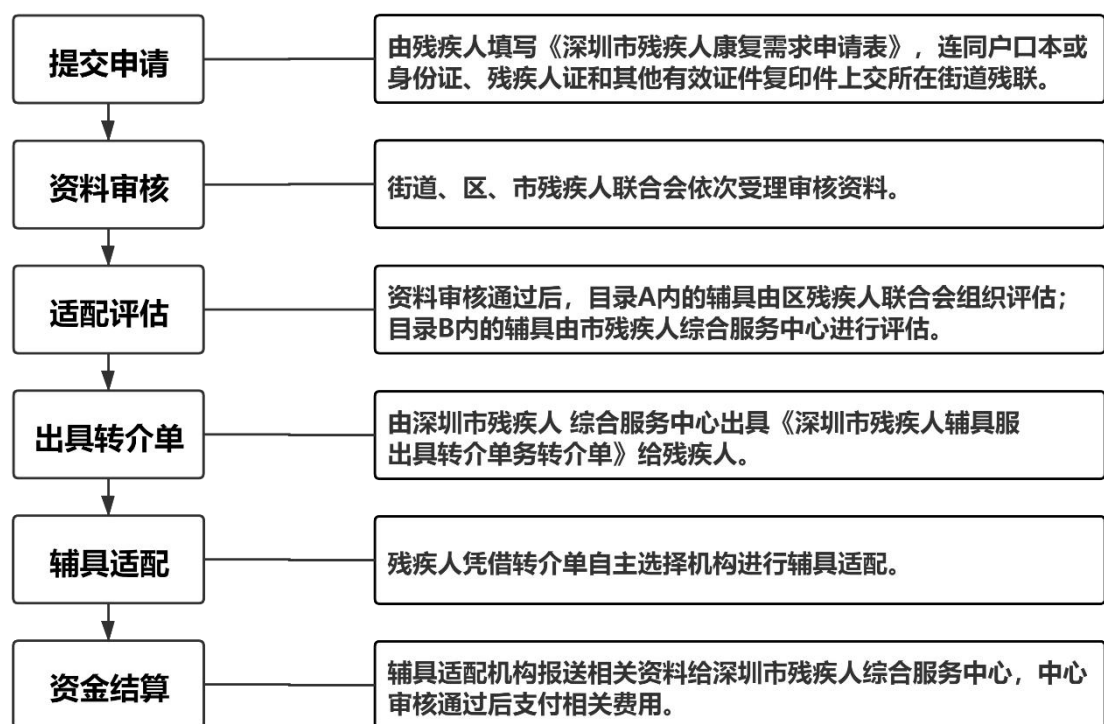 提交申请
由残疾人填写《深圳市残疾人康复需求申请表》，连同户口本或
身份证、残疾人证和其他有效证件复印件上交所在街道残联。
资料审核
街道、区、市残疾人联合会依次受理审核资料。
适配评估
资料审核通过后，目录A内的辅具由区残疾人联合会组织评估；
目录B内的辅具由市残疾人综合服务中心进行评估。
出具转介单
由深圳市残疾人 综合服务中心出具《深圳市残疾人辅具服
出具转介单务转介单》给残疾人。
辅具适配
残疾人凭借转介单自主选择机构进行辅具适配。
资金结算
辅具适配机构报送相关资料给深圳市残疾人综合服务中心，中心
审核通过后支付相关费用。